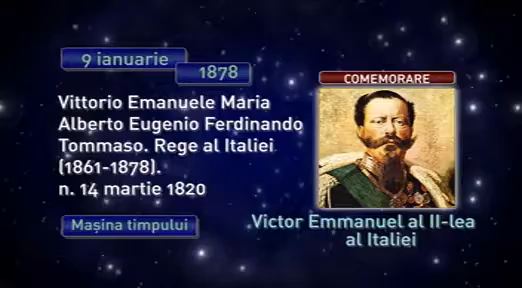 9 ianuarie
1878
Vittorio Emanuele Maria
Alberto Eugenio Ferdinando
Tommaso. Rege al Italiei
(1861-1878).
n. 14 martie 1820
Mașina timpului
COMEMORARE
Victor Emmanuel al II-lea
al Italiei